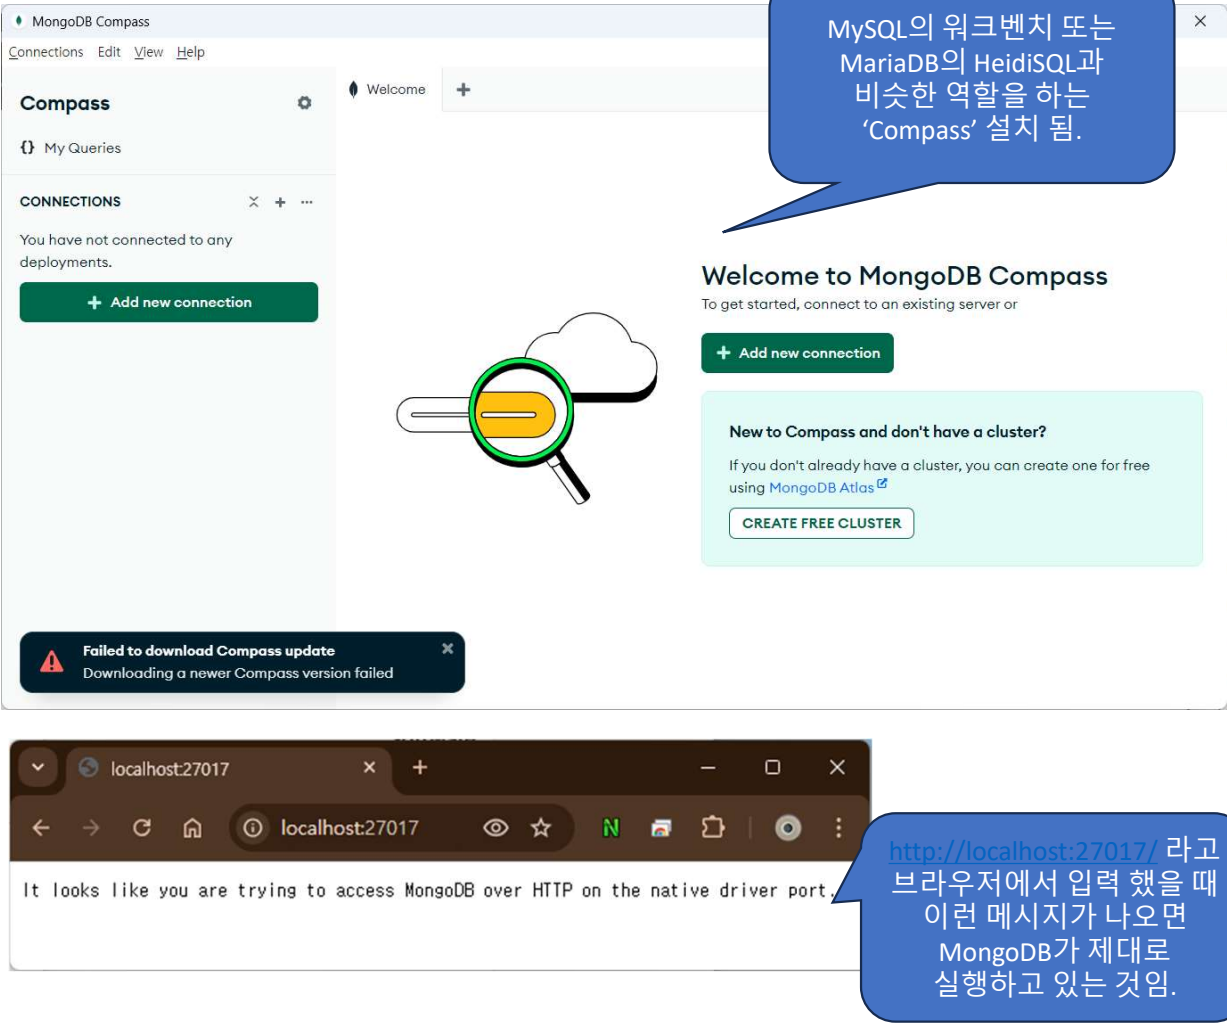 MongoDB Compass
Connections Edit View Help
MySQL의 워크벤치 또는
MariaDB의 HeidiSQL과
비슷한 역할을 하는
‘Compass’ 설치 됨.
Compass
Welcome
{} My Queries
CONNECTIONS
You have not connected to any
deployments.
Add new connection
Welcome to MongoDB Compass
To get started, connect to an existing server or
Add new connection
New to Compass and don't have a cluster?
If you don't already have a cluster, you can create one for free
using MongoDB Atlas
CREATE FREE CLUSTER
Failed to download Compass update
Downloading a newer Compass version failed
localhost:27017
localhost:27017
N
It looks like you are trying to access MongoDB over HTTP on the native driver port.
http://localhost:27017/ 라고
브라우저에서 입력 했을 때
이런 메시지가 나오면
MongoDB가 제대로
실행하고 있는 것임.